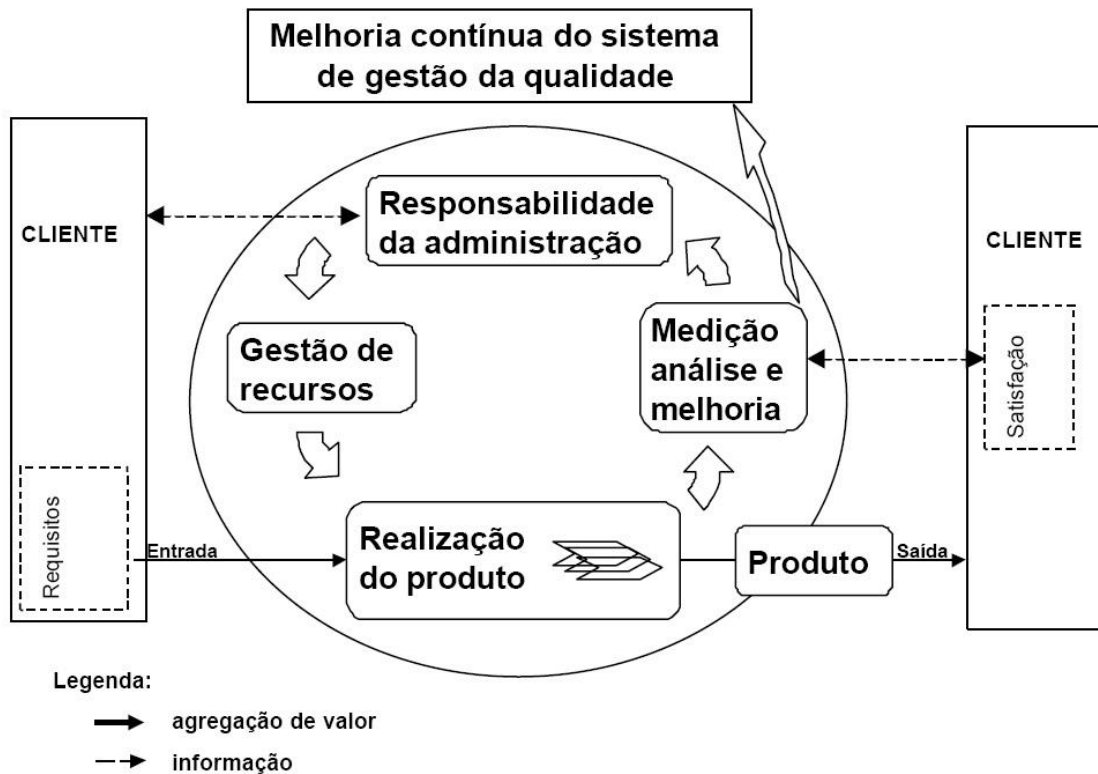 Melhoria contínua do sistema
de gestão da qualidade
CLIENTE
Responsabilidade
da administração
CLIENTE
Gestão de
recursos
Medição
análise e
melhoria
Satisfação
Requisitos
Entrada
Realização
do produto
Produto
Saída
Legenda:
agregação de valor
informação